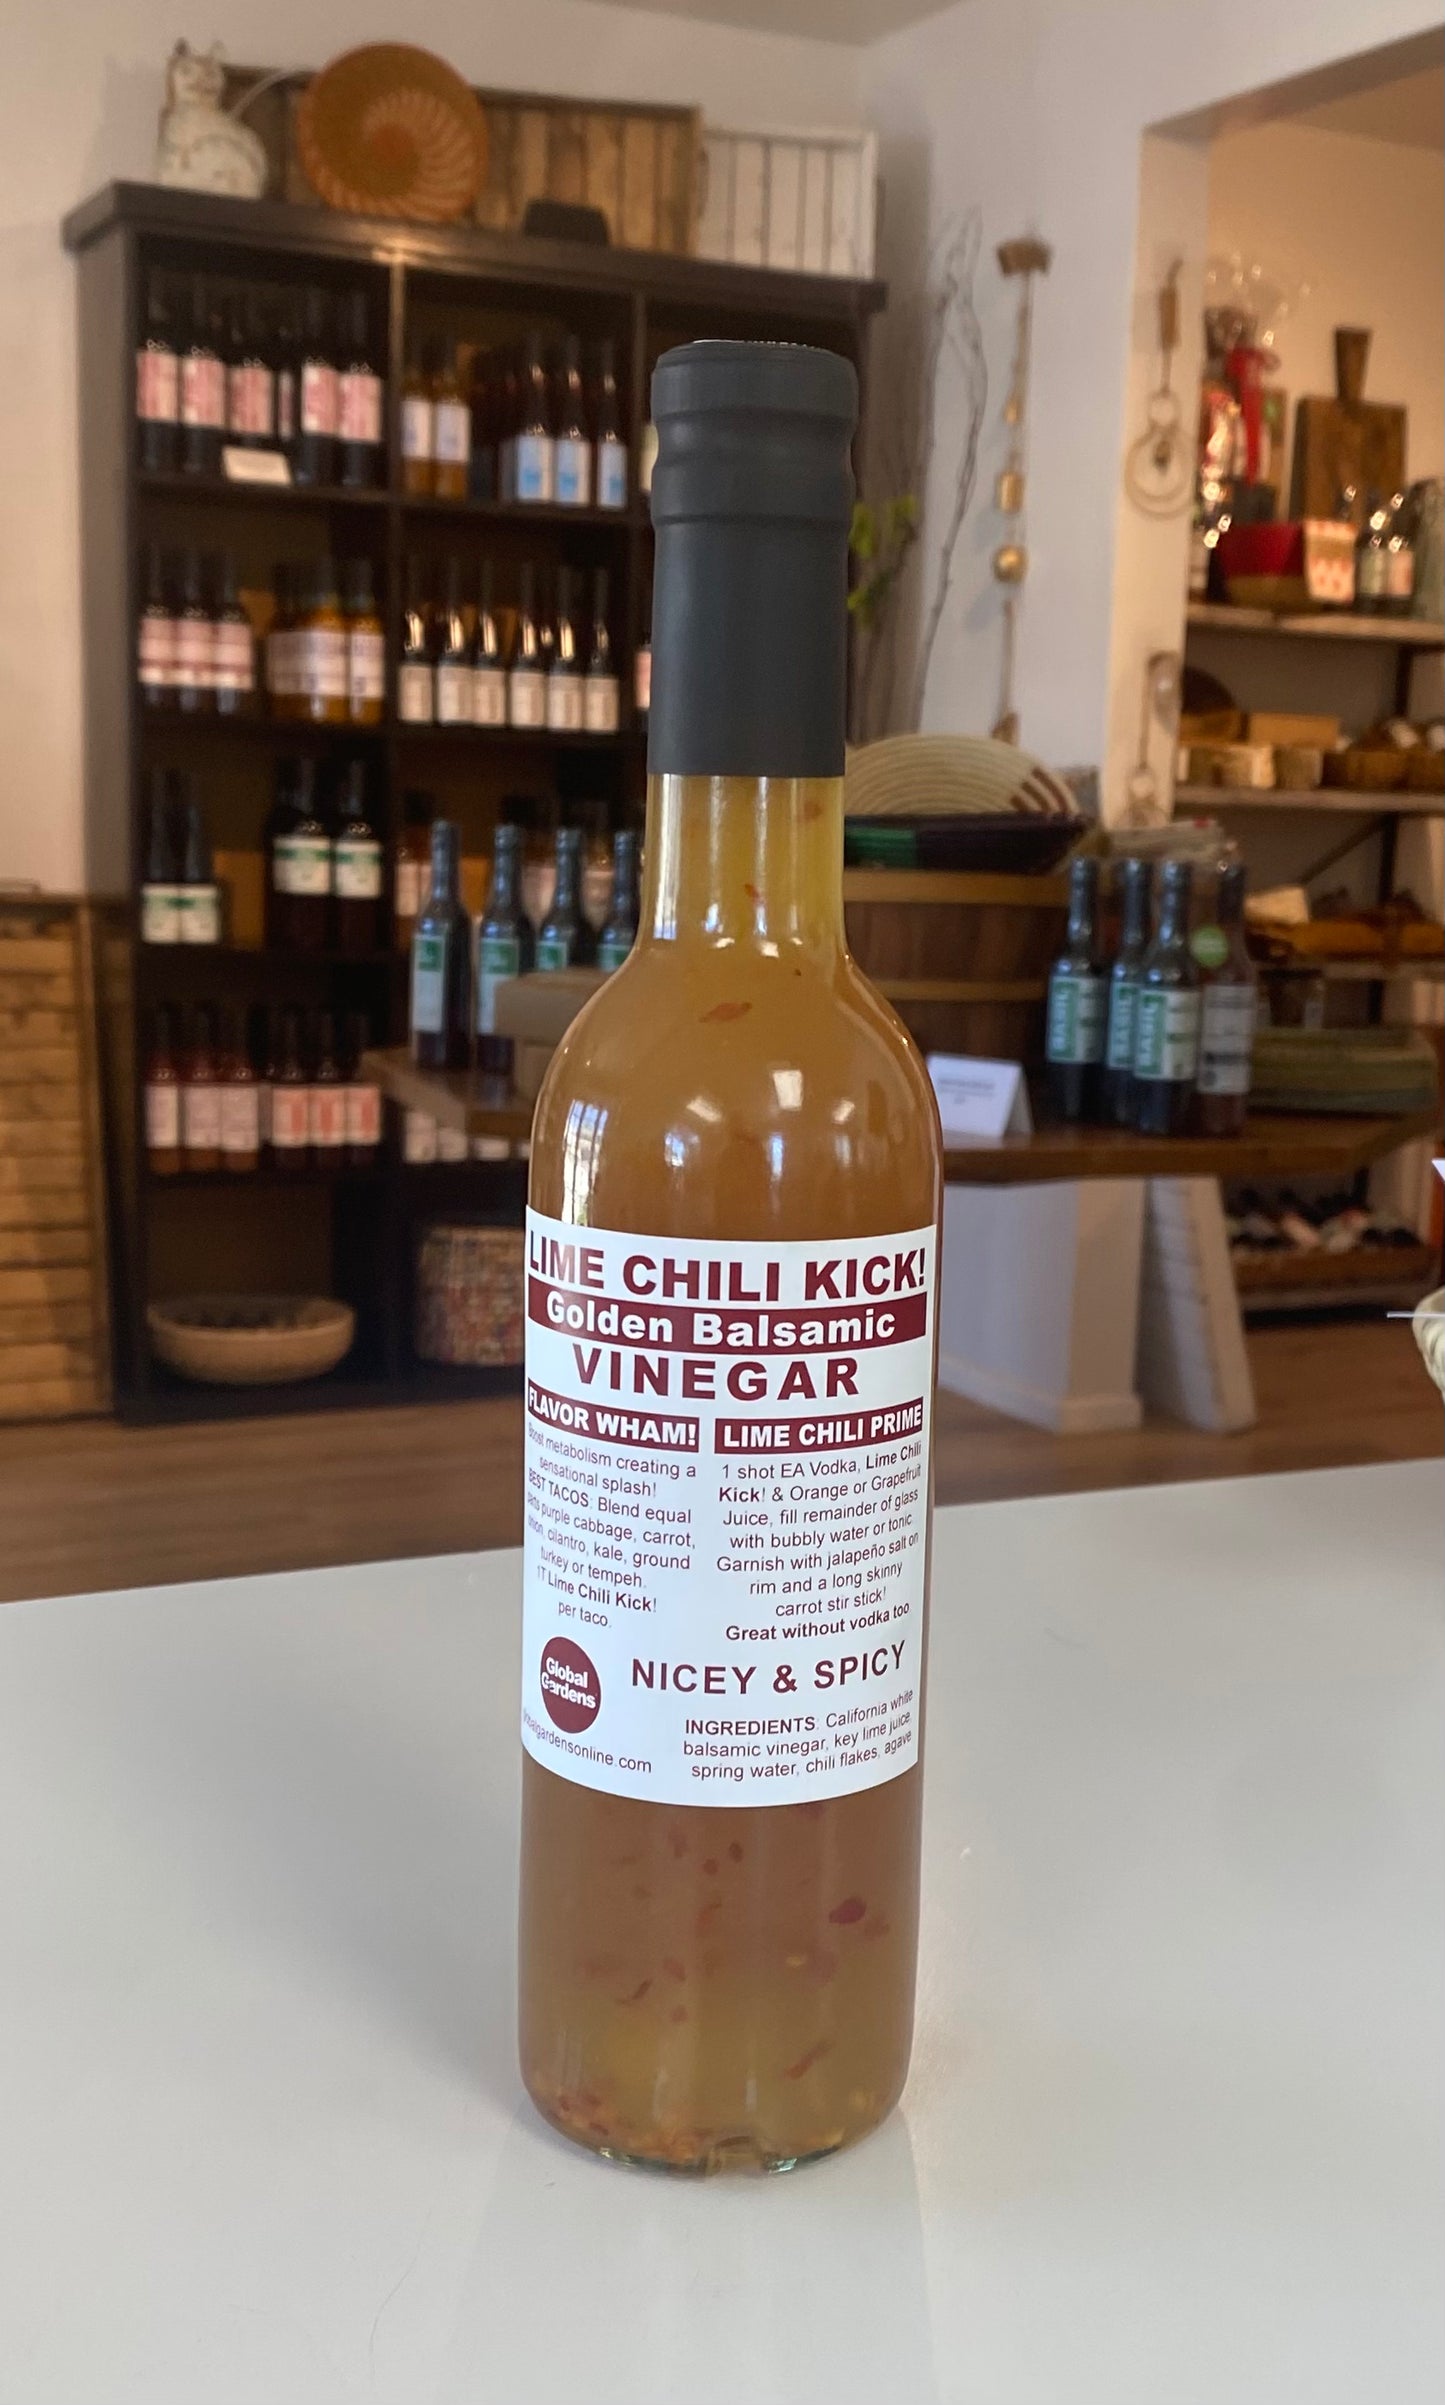 LIME CHILI KICK!
Golden Balsamic
VINEGAR
FLAVOR WHAM!
Boost metabolism creating a
sensational splash!
BEST TACOS: Blend equal
parts purple cabbage, carrot,
onion, cilantro, kale, ground
turkey or tempeh.
1T Lime Chili Kick!
per taco.
LIME CHILI PRIME
1 shot EA Vodka, Lime Chili
Kick! & Orange or Grapefruit
Juice, fill remainder of glass
with bubbly water or tonic.
Garnish with jalapeño salt on
rim and a long skinny
carrot stir stick!
Great without vodka too.
Global
Gardens
globalgardensonline.com
NICEY & SPICY
INGREDIENTS: California white
balsamic vinegar, key lime juice,
spring water, chili flakes, agave
BASIL
BASIL
BASIL